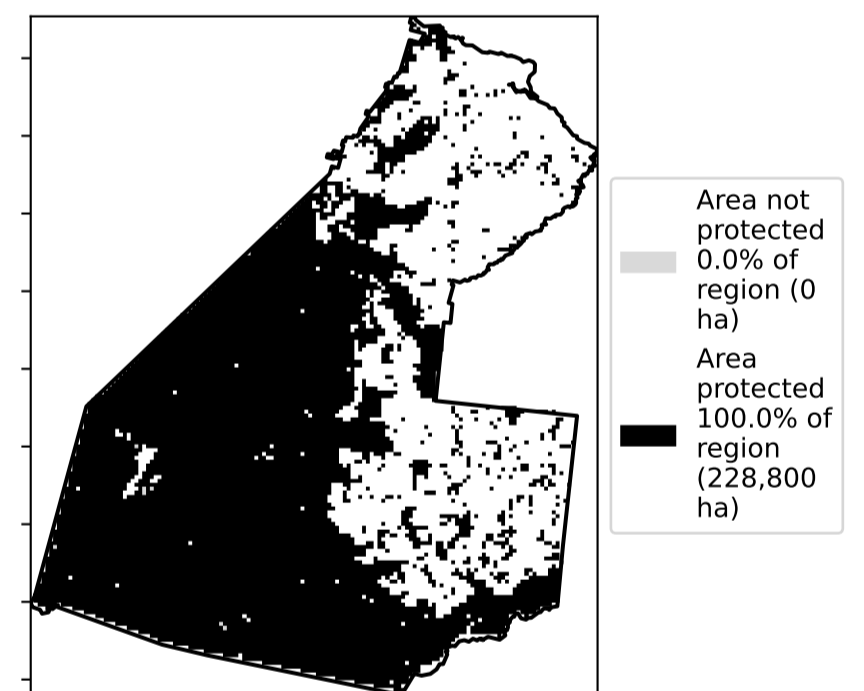 Area not
protected
0.0% of
region (0
ha)
Area
protected
100.0% of
region
(228,800
ha)